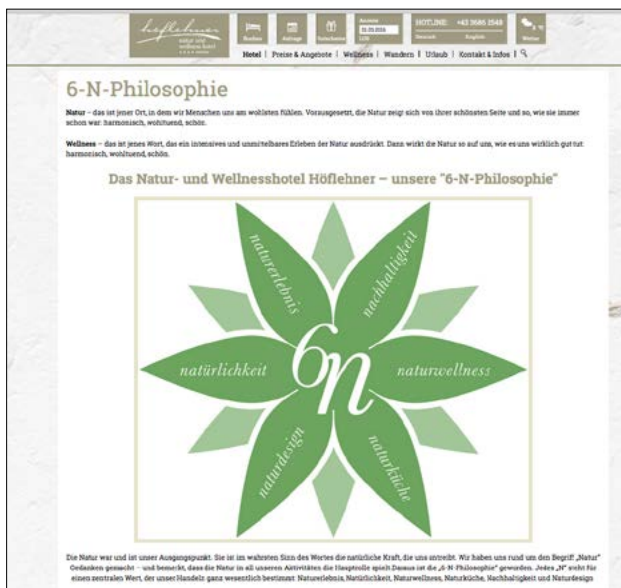 höflehner
natur und
wellness hotel
Buchen
Anfrage
Gutscheine
Anreise
HOTLINE: +43 3686 2548
Deutsch English
°C
Wetter
Hotel | Preise & Angebote | Wellness | Wandern | Urlaub | Kontakt & Infos |
6-N-Philosophie
Natur – das ist jener Ort, in dem wir Menschen uns am wohlsten fühlen. Vorausgesetzt, die Natur zeigt sich von ihrer schönsten Seite und so, wie sie immer
schon war: harmonisch, wohltuend, schön.
Wellness – das ist jenes Wort, das ein intensives und unmittelbares Erleben der Natur ausdrückt. Dann wirkt die Natur so auf uns, wie es uns wirklich gut tut:
harmonisch, wohltuend, schön.
Das Natur- und Wellnesshotel Höflehner – unsere "6-N-Philosophie"
naturerlebnis
nachhaltigkeit
natürlichkeit
6n
naturwellness
naturdesign
naturküche
Die Natur war und ist unser Ausgangspunkt. Sie ist im wahrsten Sinn des Wortes die natürliche Kraft, die uns antreibt. Wir haben uns rund um den Begriff „Natur"
Gedanken gemacht – und bemerkt, dass die Natur in all unseren Aktivitäten die Hauptrolle spielt. Daraus ist die „6-N-Philosophie" geworden. Jedes „N" steht für
einen zentralen Wert, der unser Handeln ganz wesentlich bestimmt: Naturerlebnis, Natürlichkeit, Naturwellness, Naturküche, Nachhaltigkeit und Naturdesign